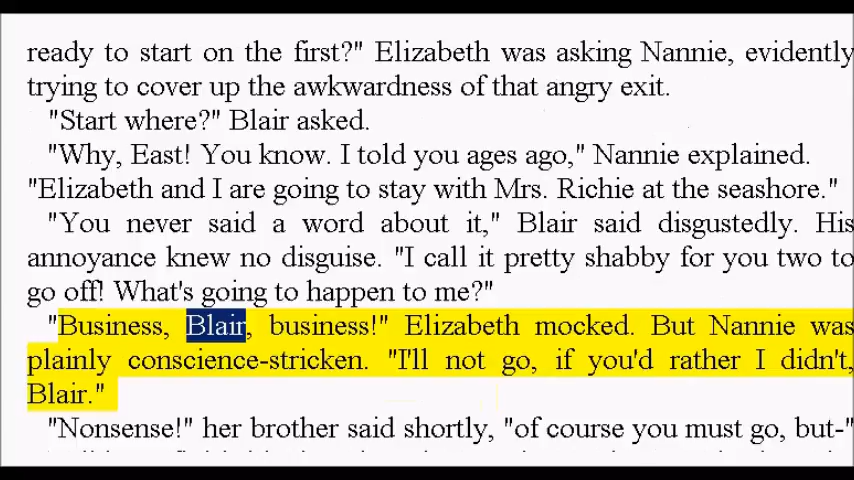 ready to start on the first?" Elizabeth was asking Nannie, evidently
trying to cover up the awkwardness of that angry exit.
"Start where?" Blair asked.
"Why, East! You know. I told you ages ago," Nannie explained.
"Elizabeth and I are going to stay with Mrs. Richie at the seashore."
"You never said a word about it," Blair said disgustedly. His
annoyance knew no disguise. "I call it pretty shabby for you two to
go off! What's going to happen to me?"
"Business, Blair, business!" Elizabeth mocked. But Nannie was
plainly conscience-stricken. "I'll not go, if you'd rather I didn't,
Blair."
"Nonsense!" her brother said shortly, "of course you must go, but-"